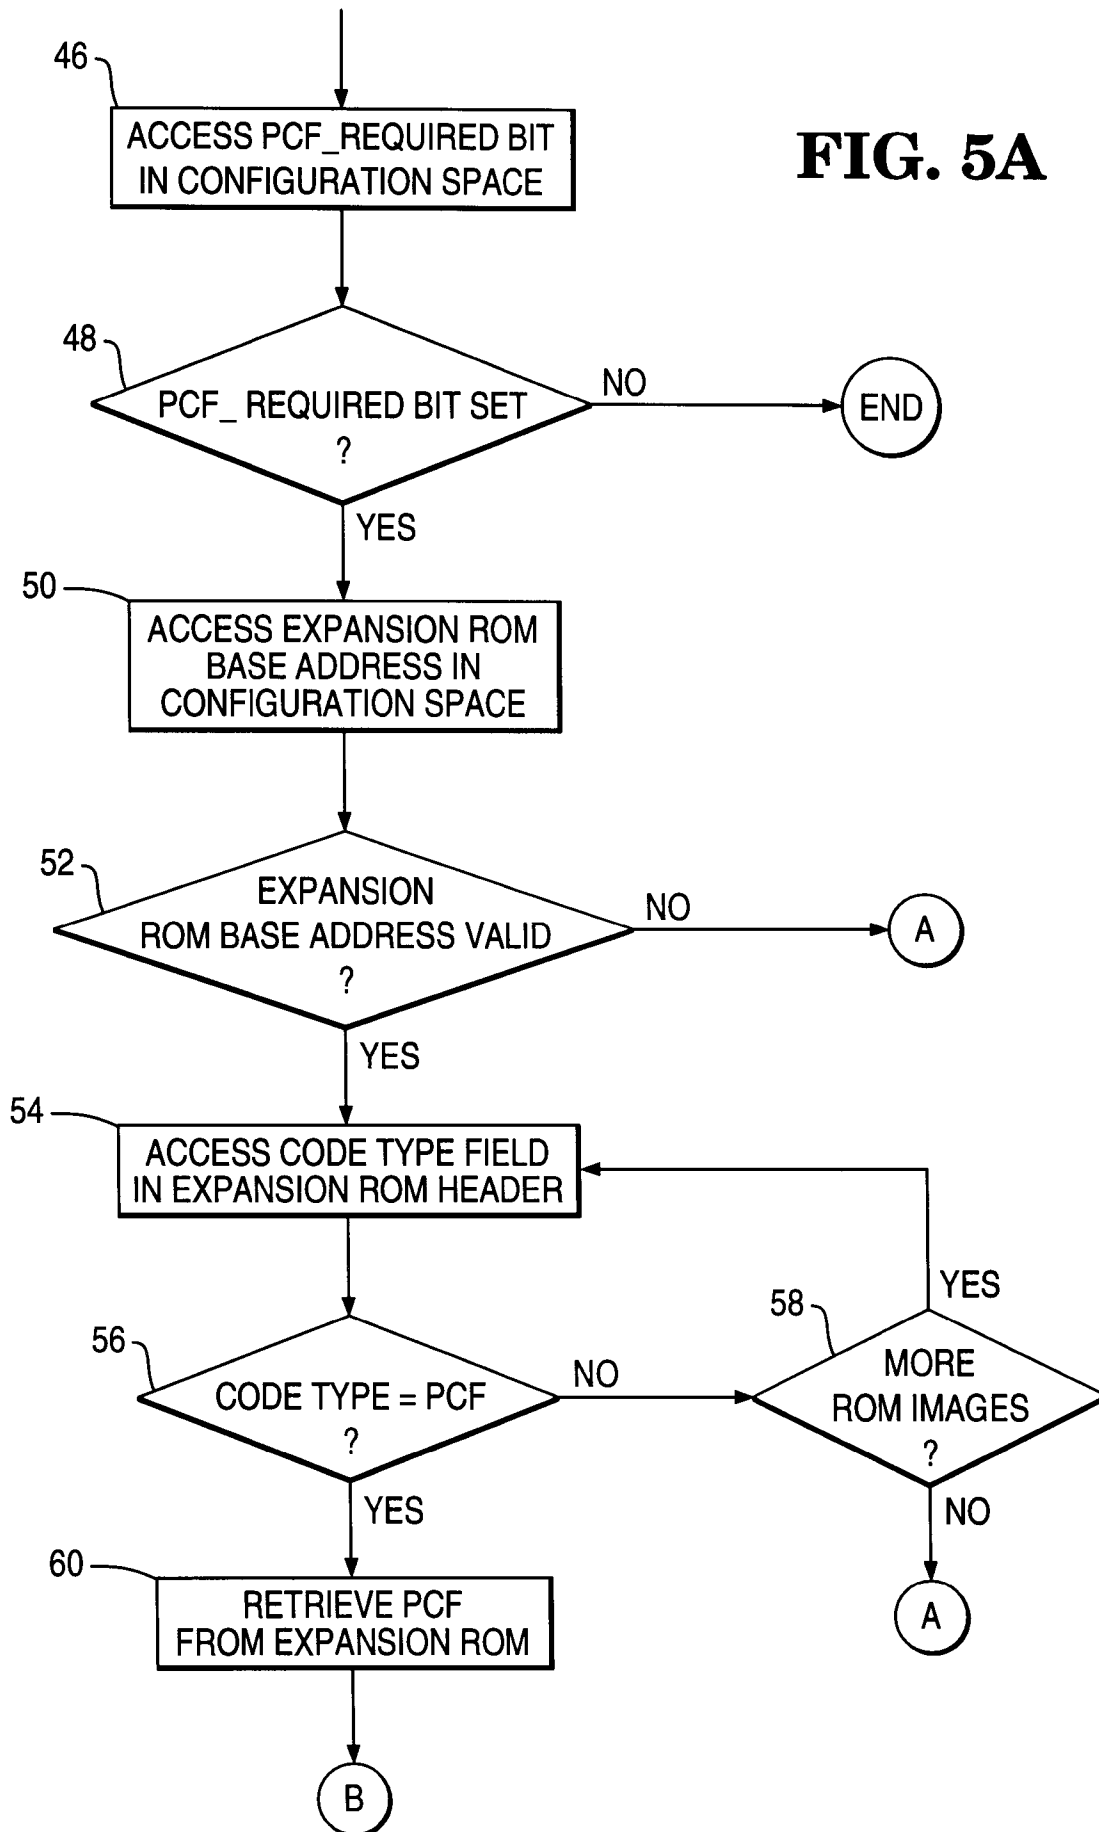 46
ACCESS PCF_REQUIRED BIT
IN CONFIGURATION SPACE
FIG. 5A
48
PCF_ REQUIRED BIT SET
?
NO
END
YES
50
ACCESS EXPANSION ROM
BASE ADDRESS IN
CONFIGURATION SPACE
52
EXPANSION
ROM BASE ADDRESS VALID
?
NO
A
YES
54
ACCESS CODE TYPE FIELD
IN EXPANSION ROM HEADER
56
CODE TYPE = PCF
?
NO
58
MORE
ROM IMAGES
?
YES
NO
A
YES
60
RETRIEVE PCF
FROM EXPANSION ROM
B